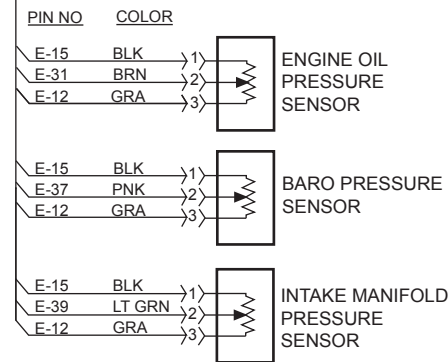 PIN NO COLOR
E-15 BLK 1
E-31 BRN 2
E-12 GRA 3
ENGINE OIL
PRESSURE
SENSOR
E-15 BLK 1
E-37 PNK 2
E-12 GRA 3
BARO PRESSURE
SENSOR
E-15 BLK 1
E-39 LT GRN 2
E-12 GRA 3
INTAKE MANIFOLD
PRESSURE
SENSOR